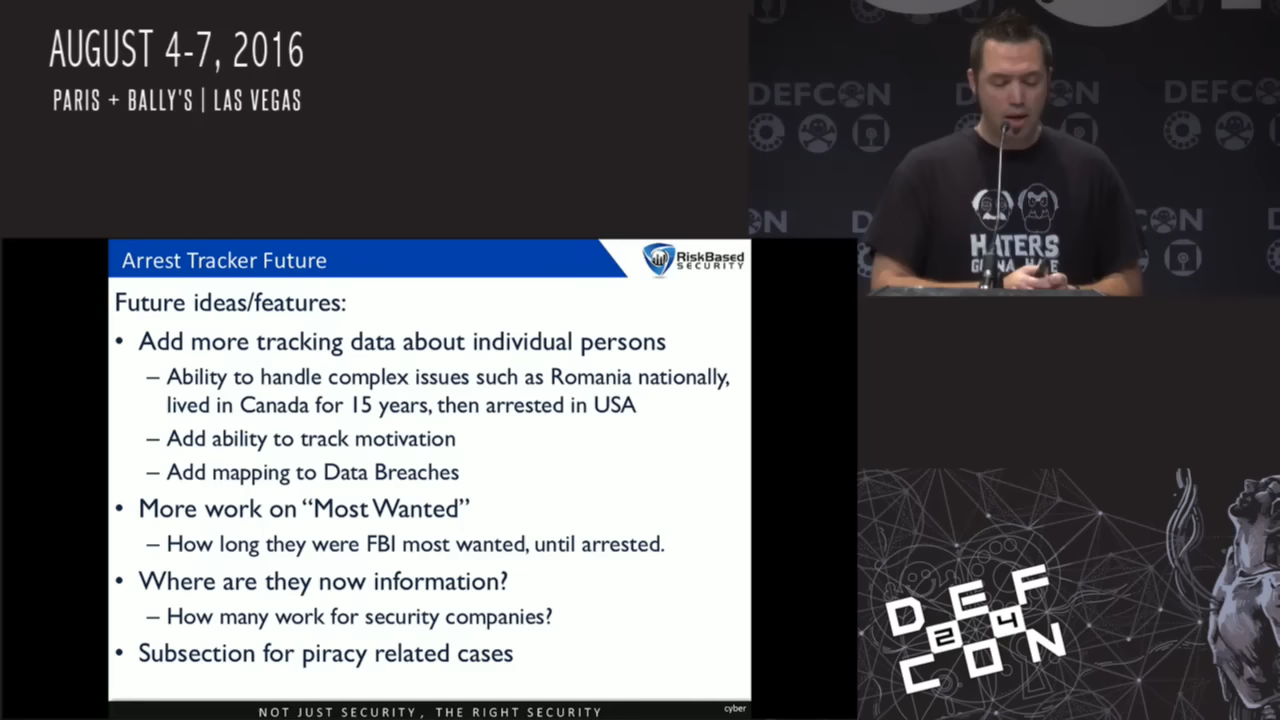 AUGUST 4-7, 2016
PARIS + BALLY'S | LAS VEGAS
DEFCON
DEFCON
HATERS
Arrest Tracker Future
RiskBased
SECURITY
Future ideas/features:
• Add more tracking data about individual persons
– Ability to handle complex issues such as Romania nationally,
lived in Canada for 15 years, then arrested in USA
– Add ability to track motivation
– Add mapping to Data Breaches
• More work on “Most Wanted”
– How long they were FBI most wanted, until arrested.
• Where are they now information?
– How many work for security companies?
• Subsection for piracy related cases
NOT JUST SECURITY, THE RIGHT SECURITY
cyber
DEF
24
CON